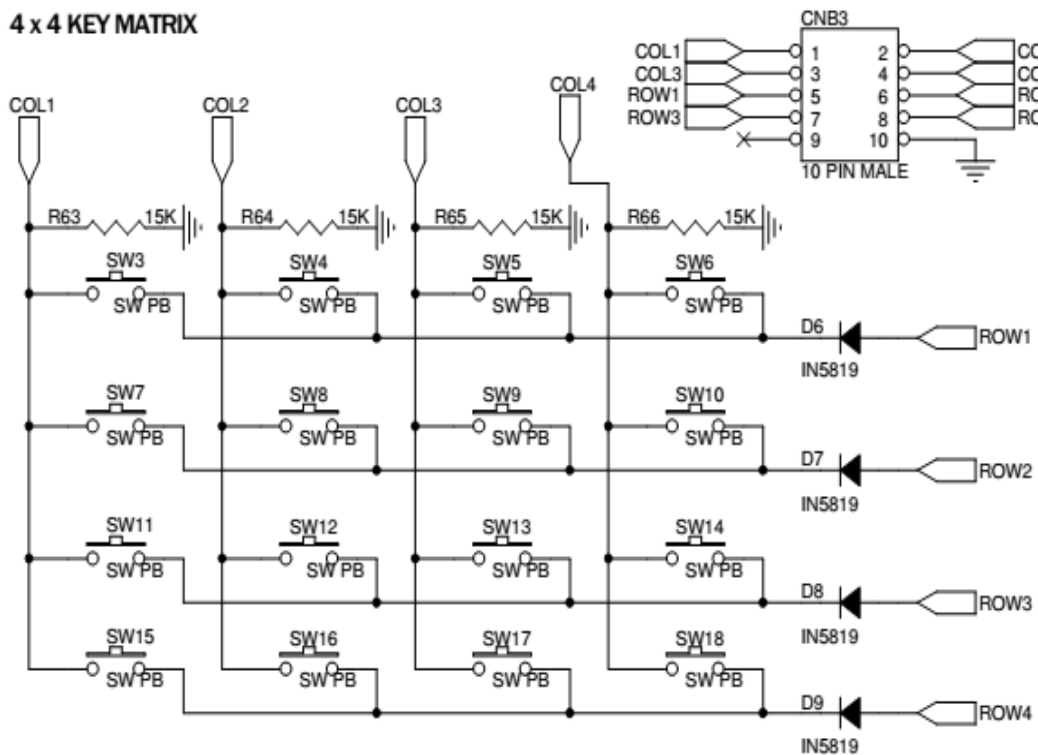 4 x 4 KEY MATRIX
CNB3
COL1 1 2
COL3 3 4
ROW1 5 6
ROW3 7 8
9 10
10 PIN MALE
COL1 COL2 COL3 COL4
R63 15K R64 15K R65 15K R66 15K
SW3 SW4 SW5 SW6
SW PB SW PB SW PB SW PB
D6 ROW1
IN5819
SW7 SW8 SW9 SW10
SW PB SW PB SW PB SW PB
D7 ROW2
IN5819
SW11 SW12 SW13 SW14
SW PB SW PB SW PB SW PB
D8 ROW3
IN5819
SW15 SW16 SW17 SW18
SW PB SW PB SW PB SW PB
D9 ROW4
IN5819